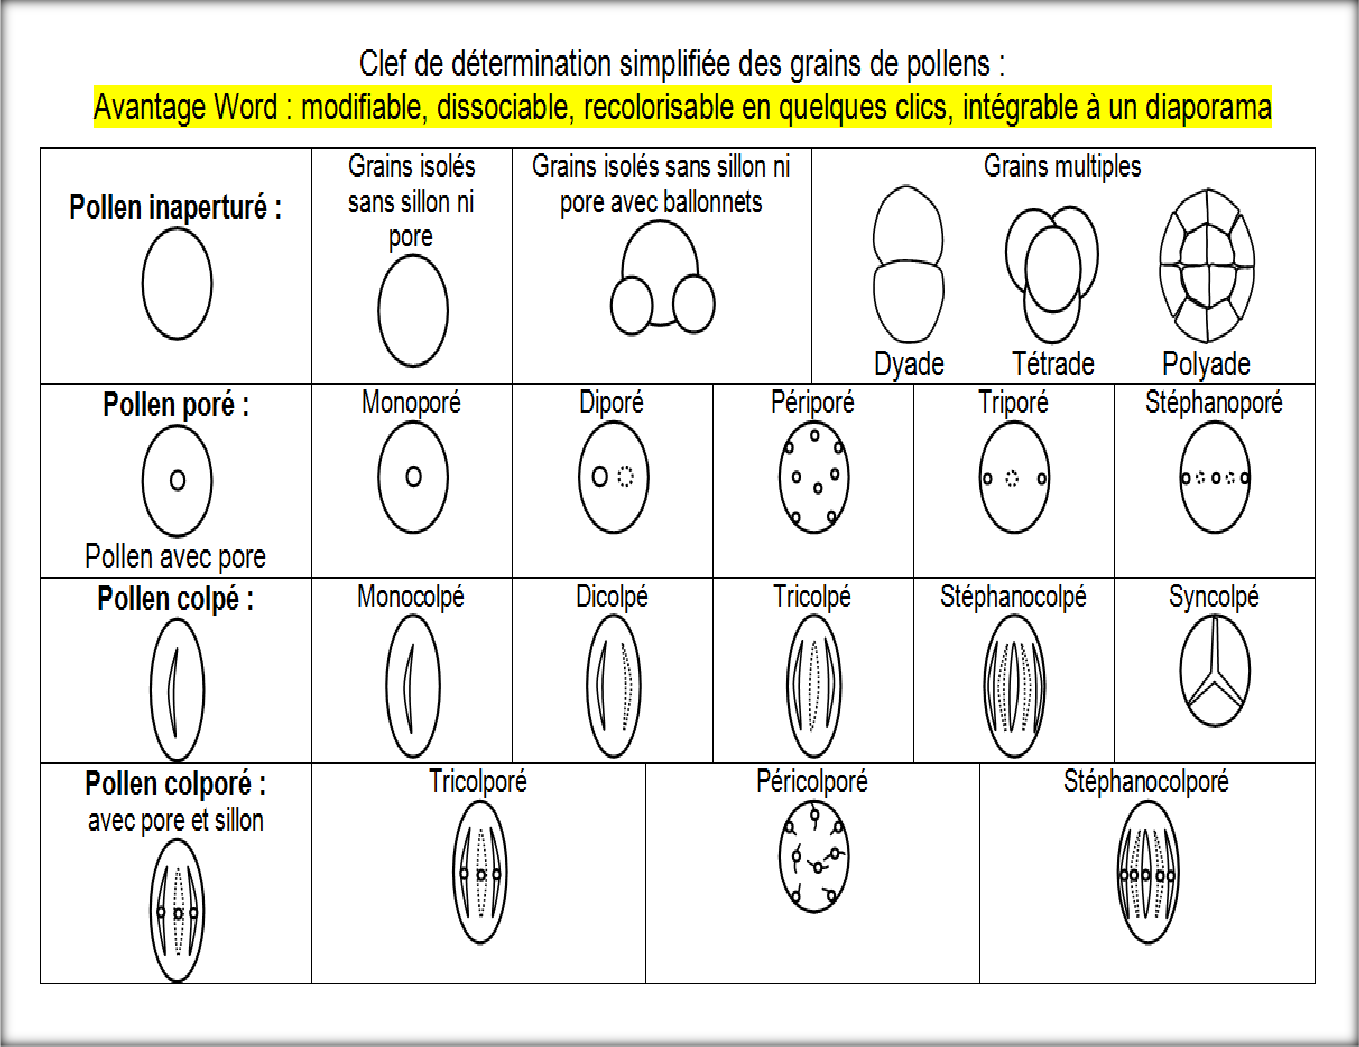 Clef de détermination simplifiée des grains de pollens :
Avantage Word : modifiable, dissociable, recolorisable en quelques clics, intégrable à un diaporama
Pollen inaperturé :
Grains isolés
sans sillon ni
pore
Grains isolés sans sillon ni
pore avec ballonnets
Grains multiples
Dyade
Tétrade
Polyade
Pollen poré :
Pollen avec pore
Monoporé
Diporé
Périporé
Triporé
Stéphanoporé
Pollen colpé :
Monocolpé
Dicolpé
Tricolpé
Stéphanocolpé
Syncolpé
Pollen colporé :
avec pore et sillon
Tricolporé
Péricolporé
Stéphanocolporé